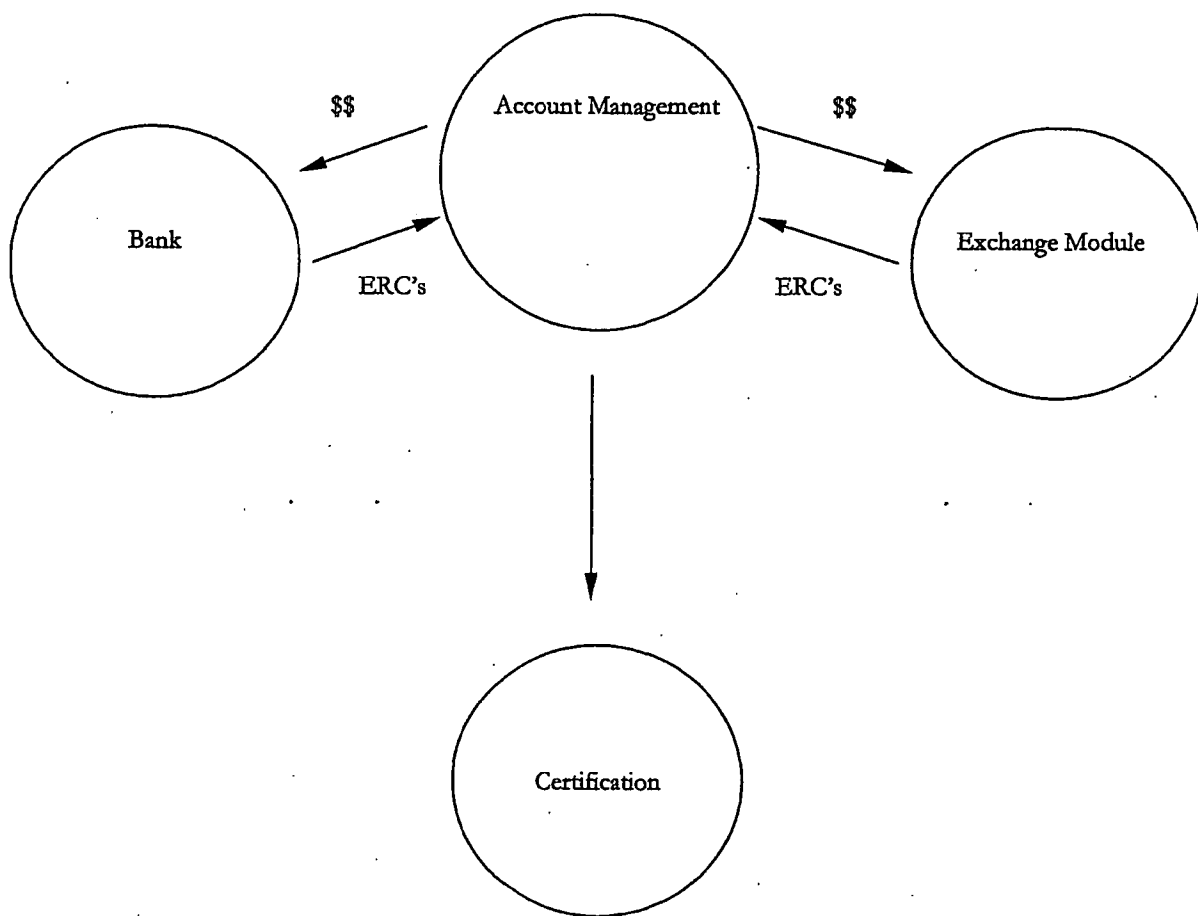 $$
Account Management
$$
Bank
Exchange Module
ERC's
ERC's
Certification